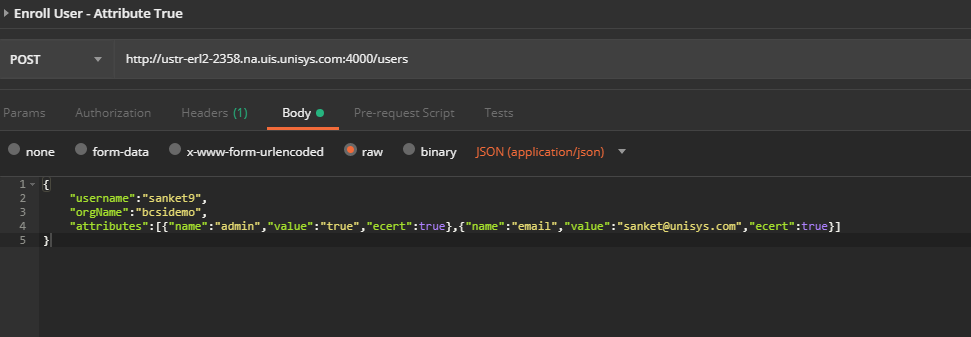 Enroll User - Attribute True
POST http://ustr-erl2-2358.na.uis.unisys.com:4000/users
Params Authorization Headers (1) Body Pre-request Script Tests
none form-data x-www-form-urlencoded raw binary JSON (application/json)
1 {
2 "username":"sanket9",
3 "orgName":"bcsidemo",
4 "attributes":[{"name":"admin","value":"true","ecert":true},{"name":"email","value":"sanket@unisys.com","ecert":true}]
5 }